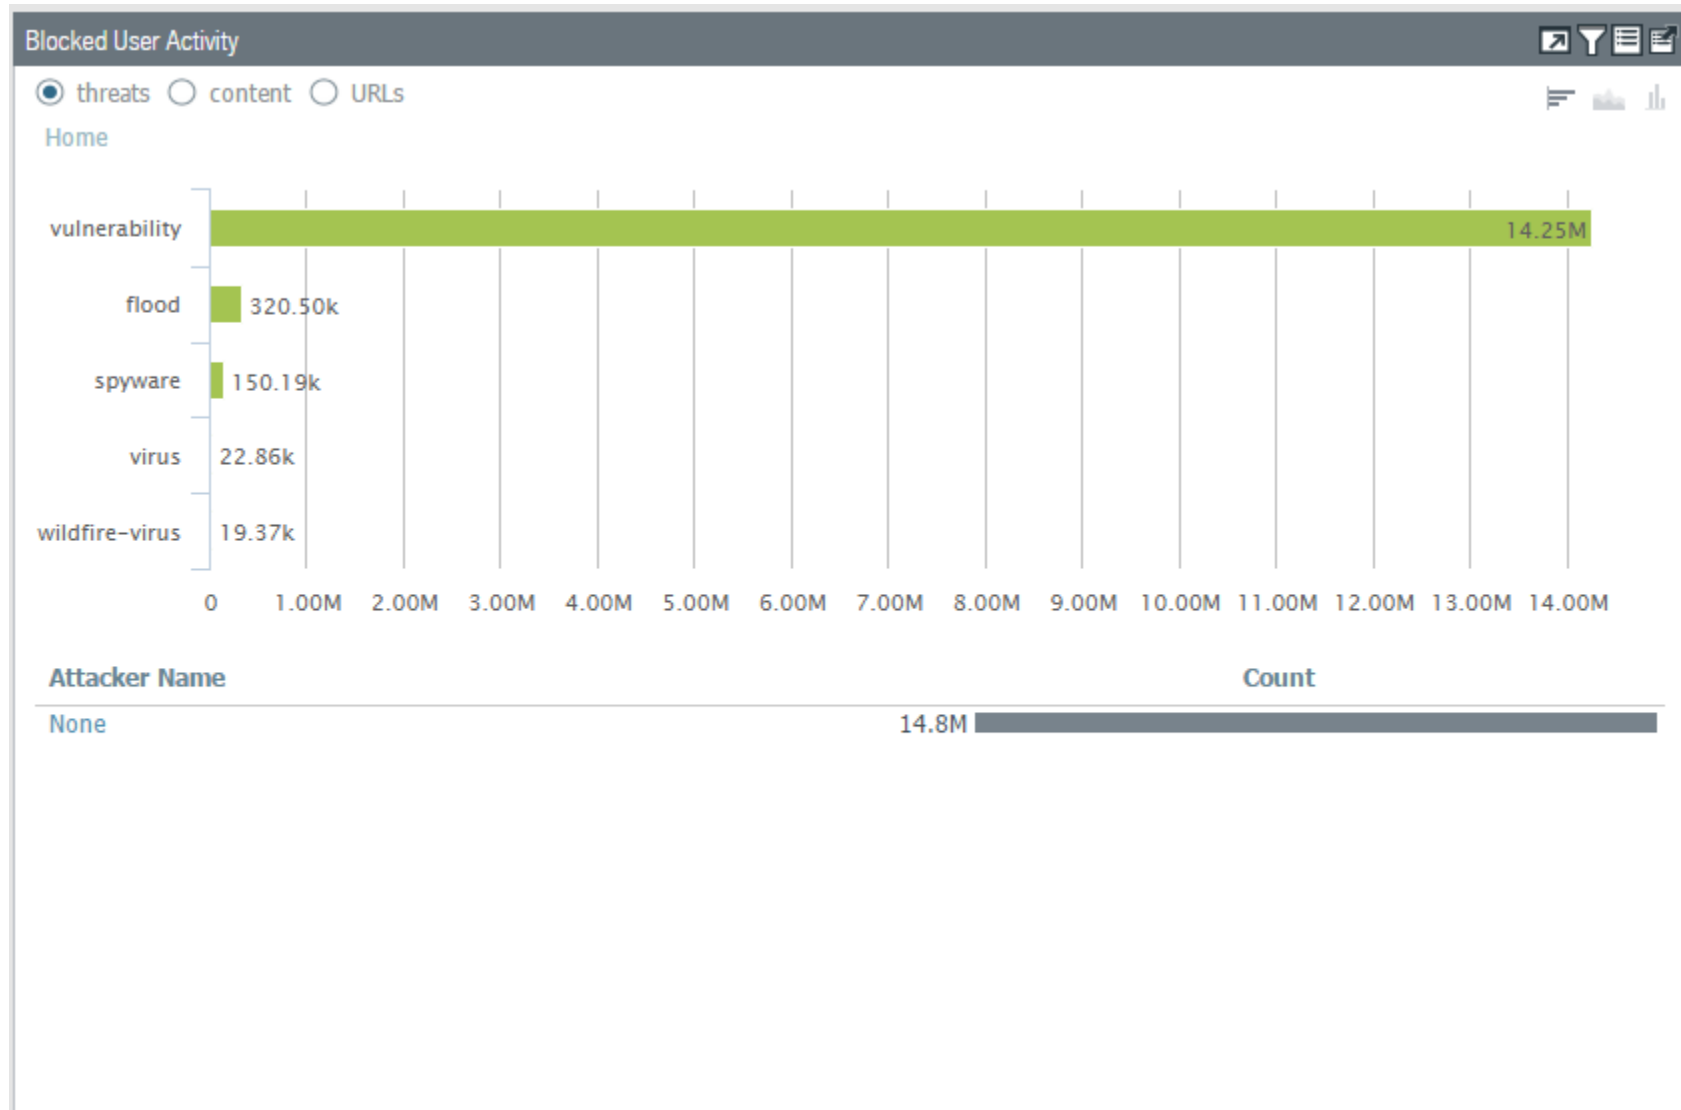 Blocked User Activity
threats content URLs
Home
vulnerability 14.25M
flood 320.50k
spyware 150.19k
virus 22.86k
wildfire-virus 19.37k
0 1.00M 2.00M 3.00M 4.00M 5.00M 6.00M 7.00M 8.00M 9.00M 10.00M 11.00M 12.00M 13.00M 14.00M
Attacker Name Count
None 14.8M